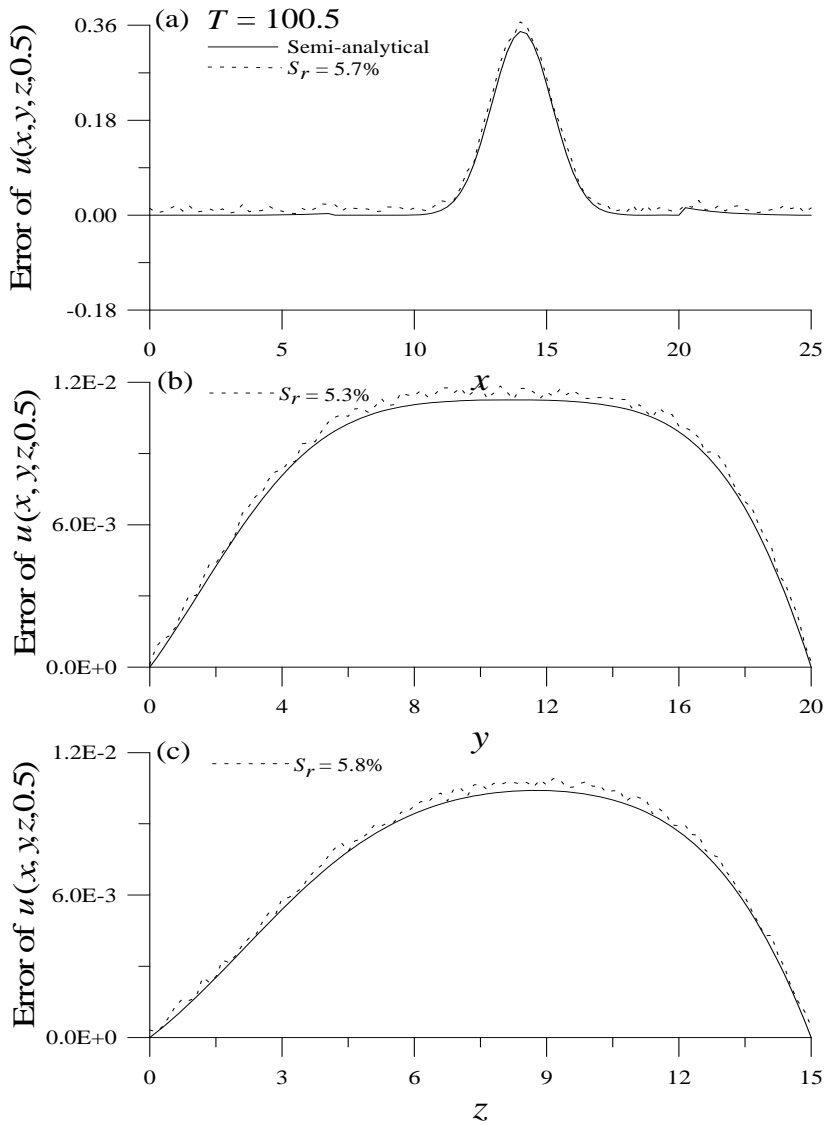 (a) T = 100.5
Semi-analytical
Sr = 5.7%
Error of u(x,y,z,0.5)
0.36
0.18
0.00
-0.18
0 5 10 15 20 25
x
(b)
Sr = 5.3%
Error of u(x, y,z,0.5)
1.2E-2
6.0E-3
0.0E+0
0 4 8 12 16 20
y
(c)
Sr = 5.8%
Error of u(x, y,z,0.5)
1.2E-2
6.0E-3
0.0E+0
0 3 6 9 12 15
z